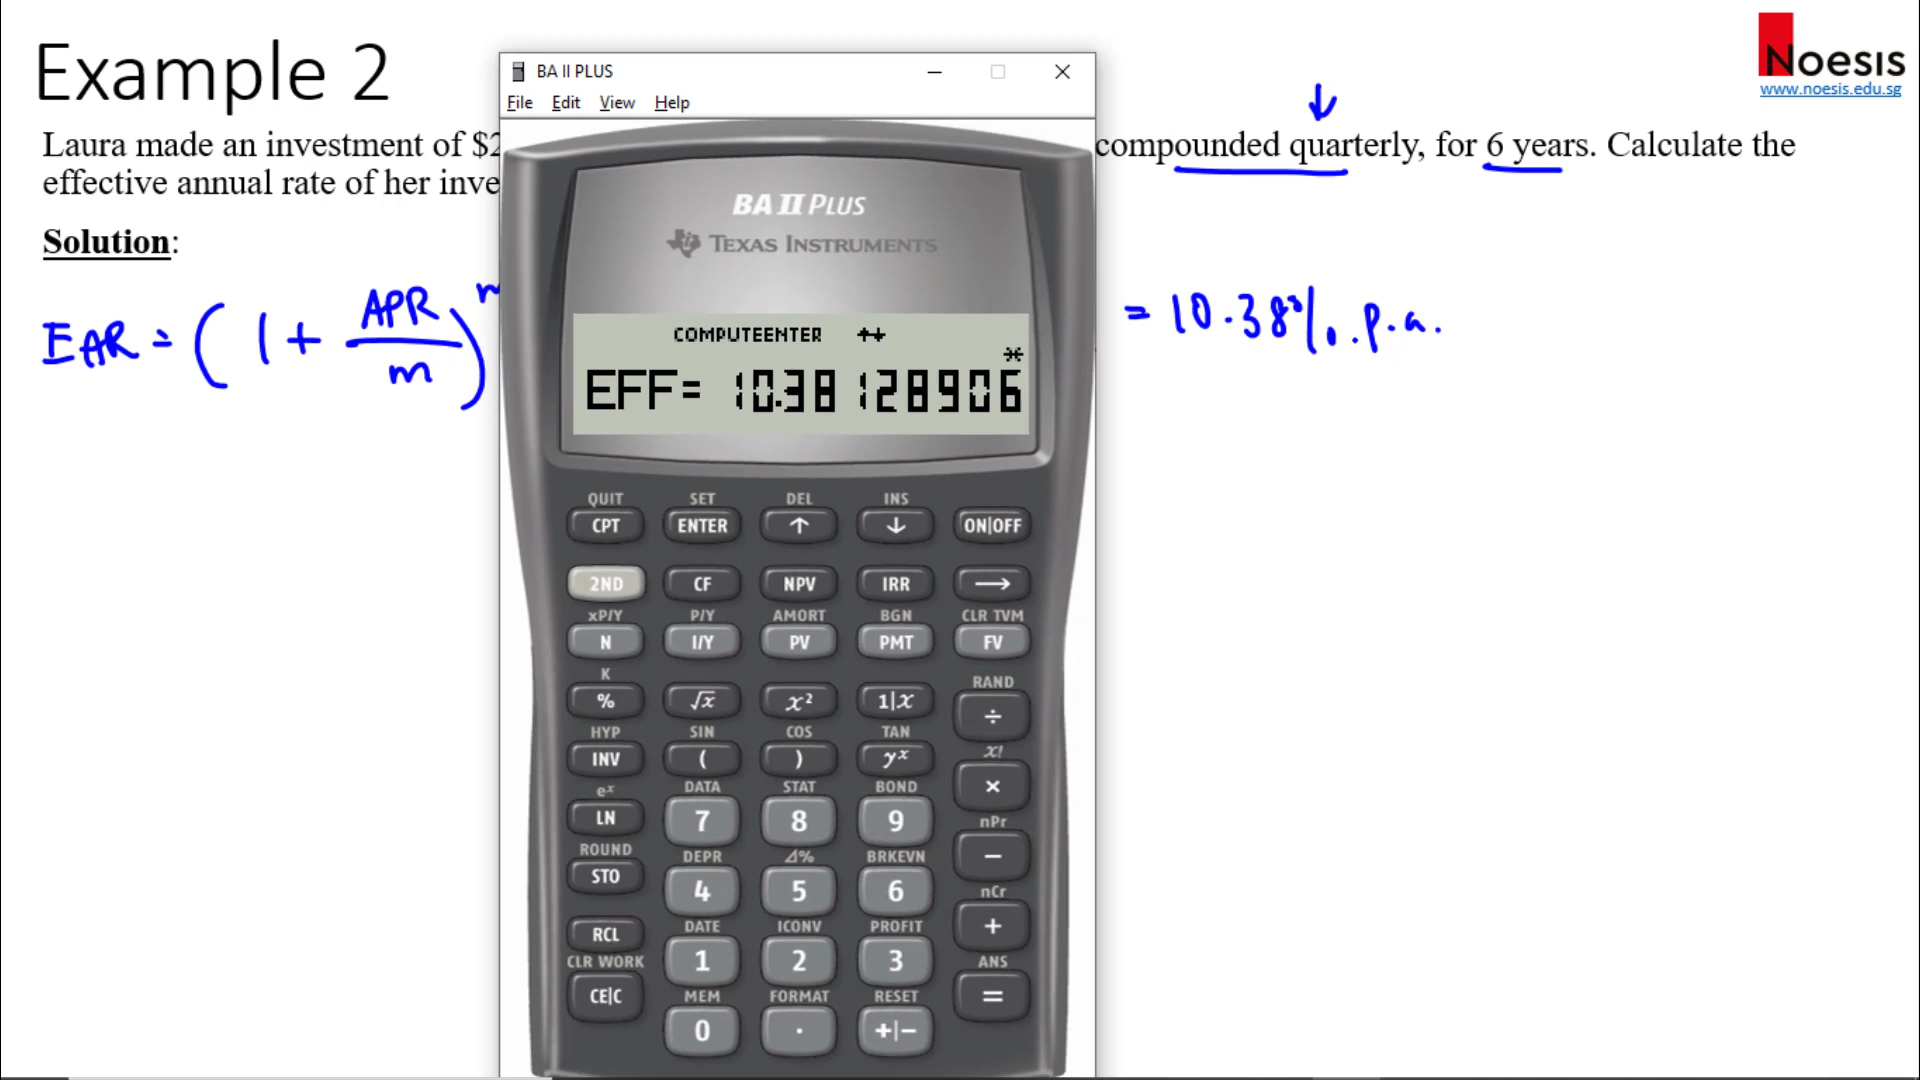 Example 2
Noesis
www.noesis.edu.sg
BA II PLUS
File Edit View Help
Laura made an investment of $2 compounded quarterly, for 6 years. Calculate the
effective annual rate of her inve
Solution:
EAR = ( 1 + APR / m ) m = 10.38% p.a.
BA II PLUS
TEXAS INSTRUMENTS
COMPUTE ENTER ↑↓
*
EFF= 10.38128906
QUIT SET DEL INS
CPT ENTER ↑ ↓ ON|OFF
2ND CF NPV IRR →
xP/Y P/Y AMORT BGN CLR TVM
N I/Y PV PMT FV
K RAND
% √x x² 1|x ÷
HYP SIN COS TAN x!
INV ( ) yˣ ×
eˣ DATA STAT BOND nPr
LN 7 8 9 −
ROUND DEPR Δ% BRKEVN nCr
STO 4 5 6 +
DATE ICONV PROFIT ANS
RCL 1 2 3 =
CLR WORK MEM FORMAT RESET
CE|C 0 . +|−